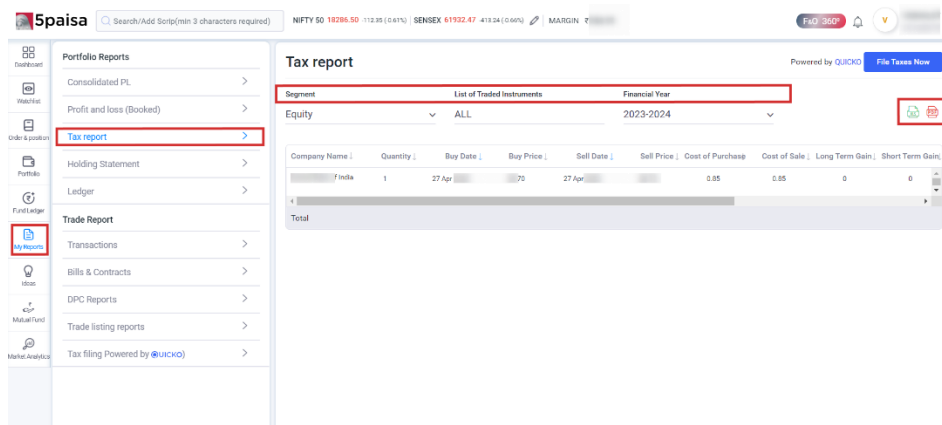 5paisa
Search/Add Scrip(min 3 characters required)
NIFTY 50 18286.50 -112.35 (0.61%) SENSEX 61932.47 -413.24 (0.66%) MARGIN ₹
F&O 360°
V
Dashboard
Watchlist
Order & position
Portfolio
Fund Ledger
My Reports
Ideas
Mutual Fund
Market Analytics
Portfolio Reports
Consolidated PL
Profit and loss (Booked)
Tax report
Holding Statement
Ledger
Trade Report
Transactions
Bills & Contracts
DPC Reports
Trade listing reports
Tax filing Powered by QUICKO)
Tax report
Powered by QUICKO
File Taxes Now
Segment List of Traded Instruments Financial Year
Equity ALL 2023-2024
PDF
Company Name Quantity Buy Date Buy Price Sell Date Sell Price Cost of Purchase Cost of Sale Long Term Gain Short Term Gain
f India 1 27 Apr 70 27 Apr 0.85 0.85 0 0
Total